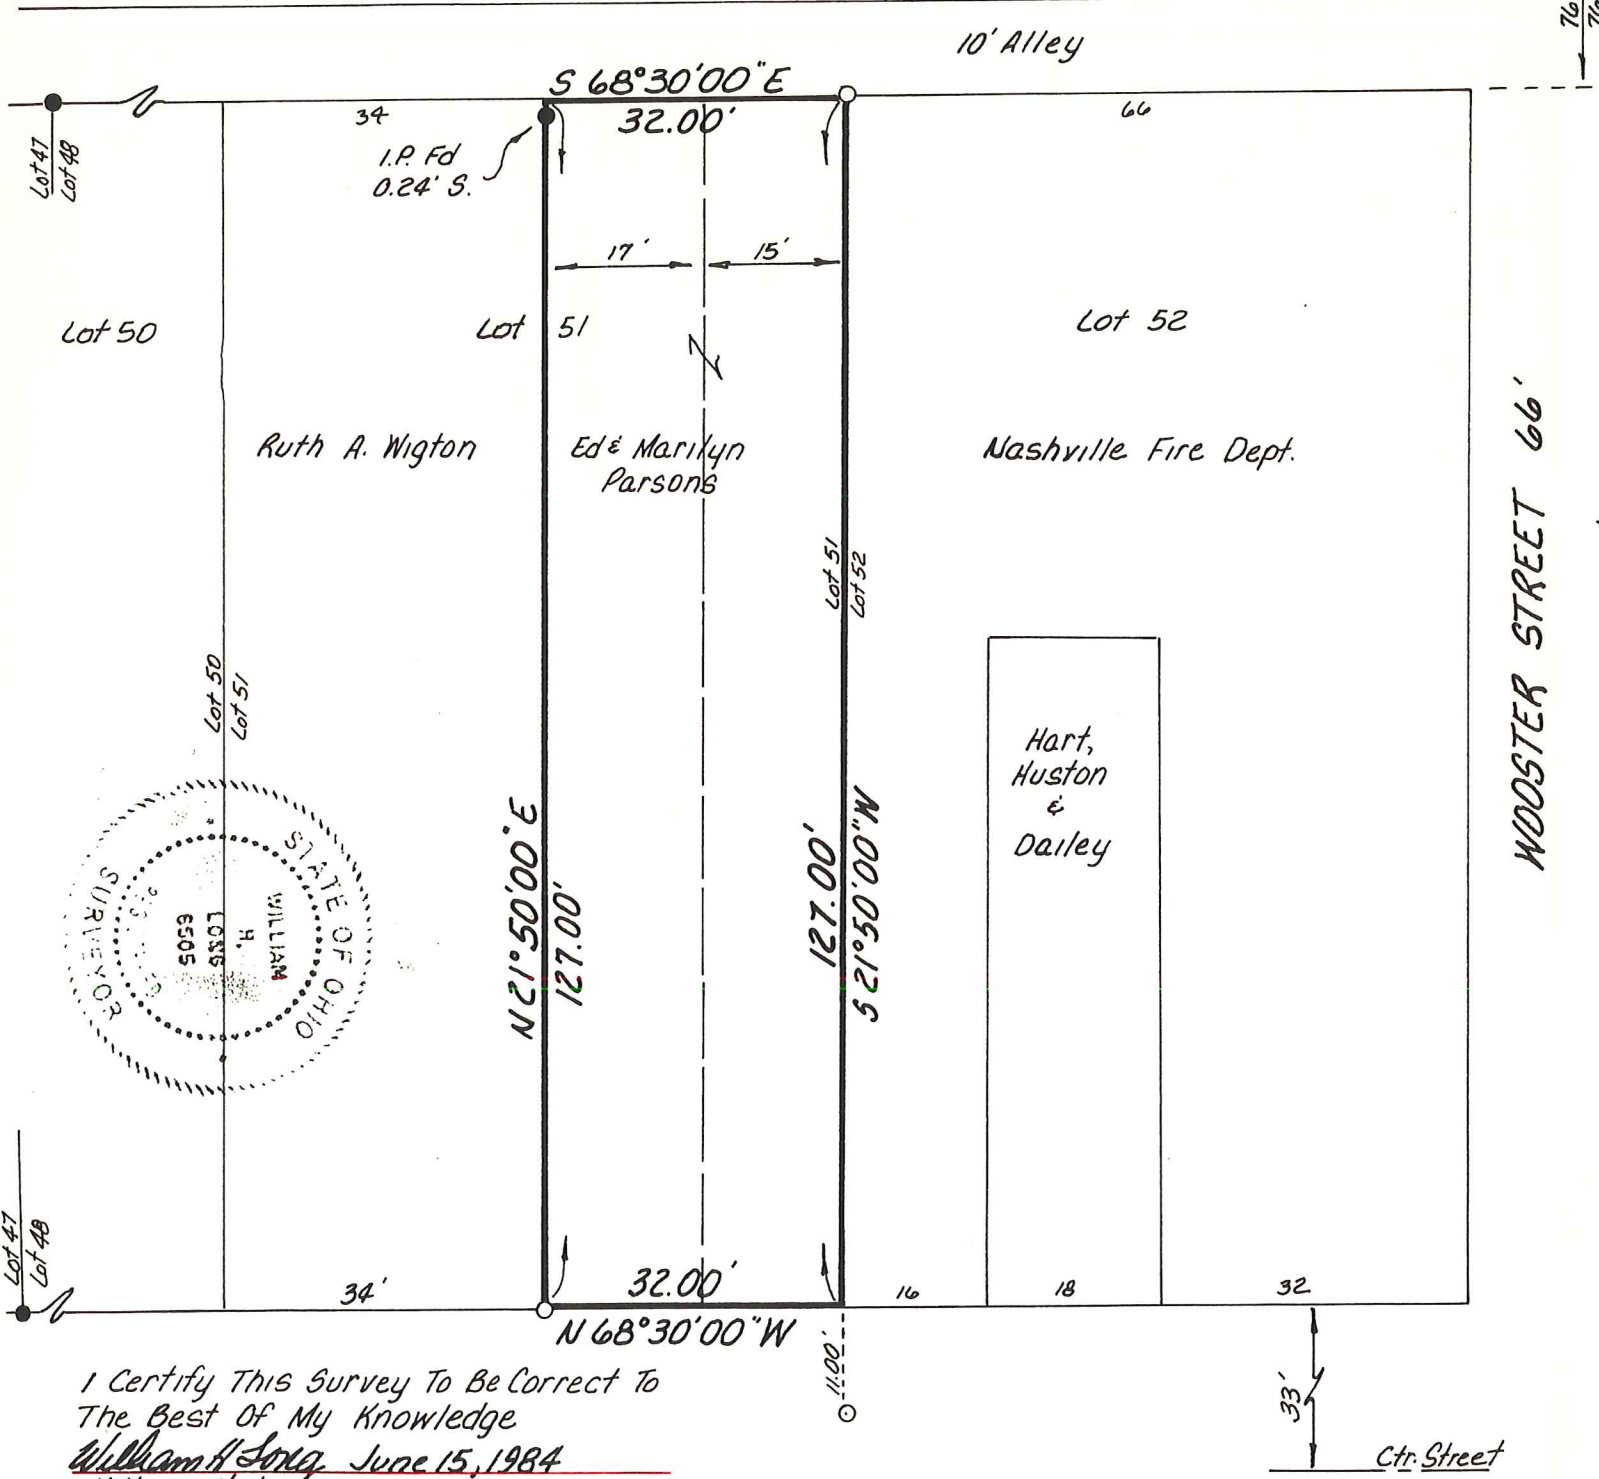 76
76
10' Alley
S 68°30'00"E
34
32.00'
66
Lot 47
Lot 48
I.P. Fd
0.24' S.
17'
15'
Lot 50
Lot 51
Lot 52
Ruth A. Wigton
Ed & Marilyn
Parsons
Nashville Fire Dept.
WOOSTER STREET 66'
Lot 51
Lot 52
Lot 50
Lot 51
Hart,
Huston
&
Dailey
N 21°50'00"E
127.00'
127.00'
S 21°50'00"W
STATE OF OHIO
WILLIAM
H.
LONG
6505
SURVEYOR
Lot 47
Lot 48
34'
32.00'
16
18
32
N 68°30'00"W
11.00'
33'
I Certify This Survey To Be Correct To
The Best Of My Knowledge
William H Long June 15, 1984
Ctr. Street